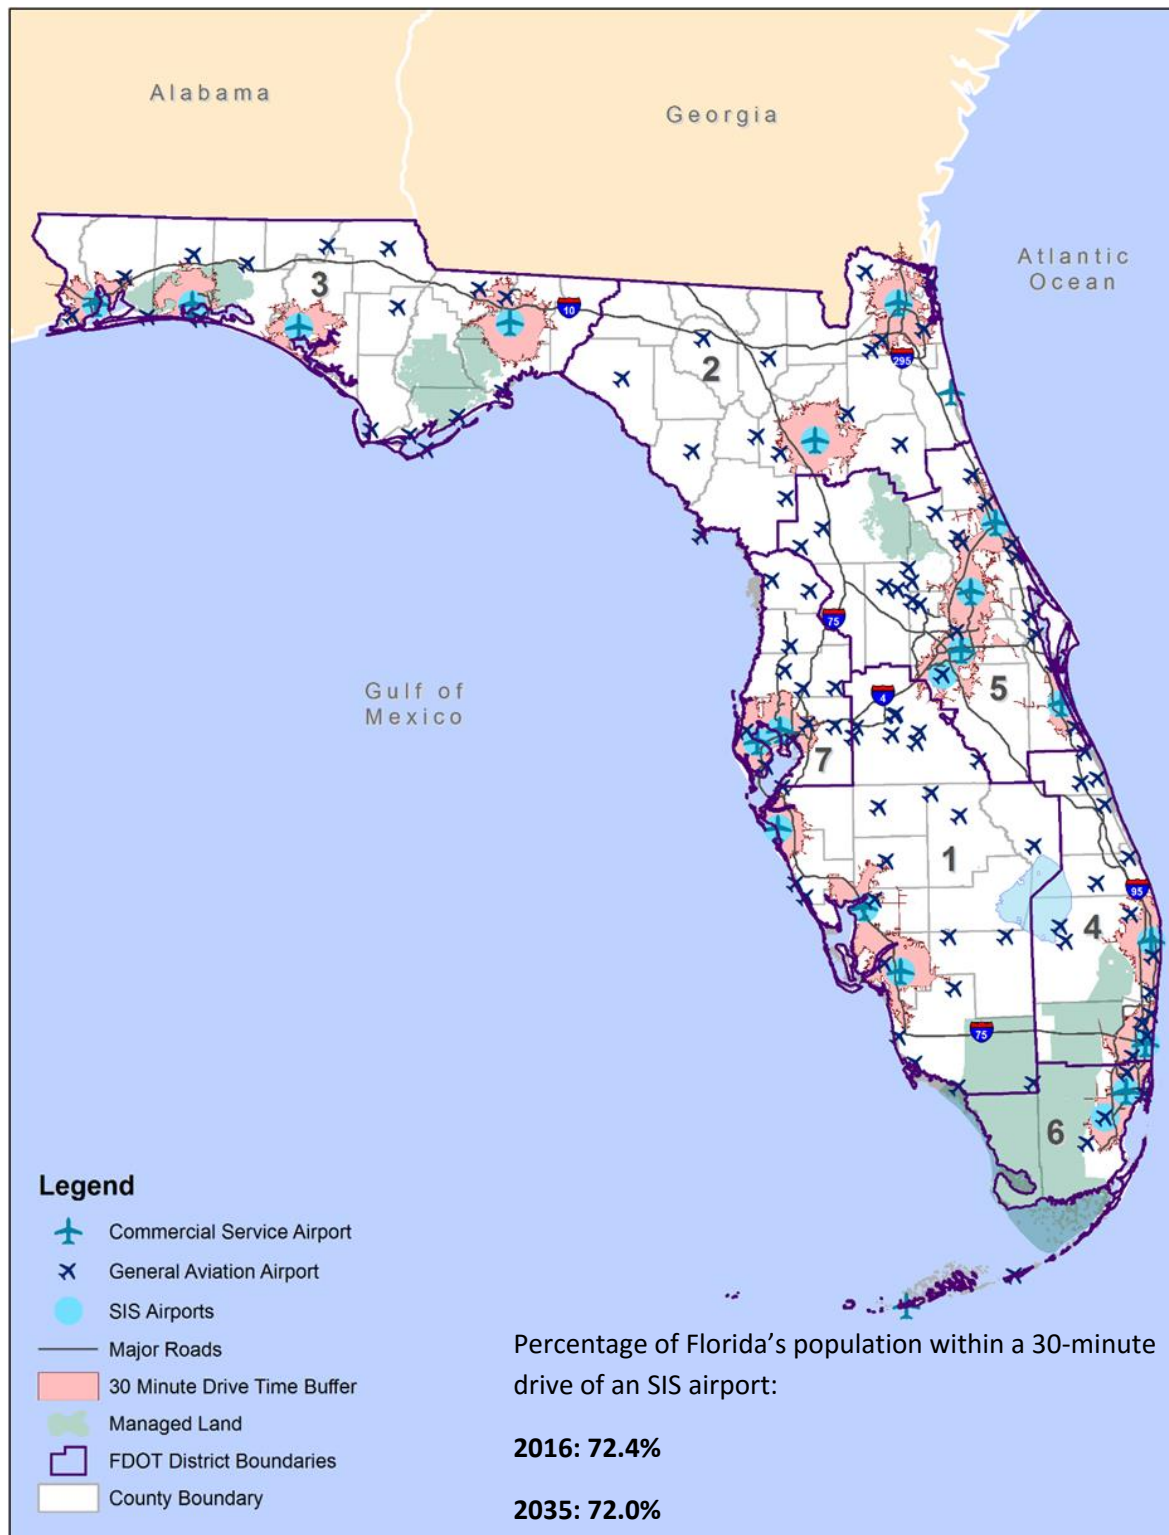 Alabama
Georgia
Atlantic
Ocean
3
10
2
295
75
4
5
Gulf of
Mexico
7
1
95
4
75
6
Legend
Commercial Service Airport
General Aviation Airport
SIS Airports
Major Roads
30 Minute Drive Time Buffer
Managed Land
FDOT District Boundaries
County Boundary
Percentage of Florida’s population within a 30-minute
drive of an SIS airport:
2016: 72.4%
2035: 72.0%